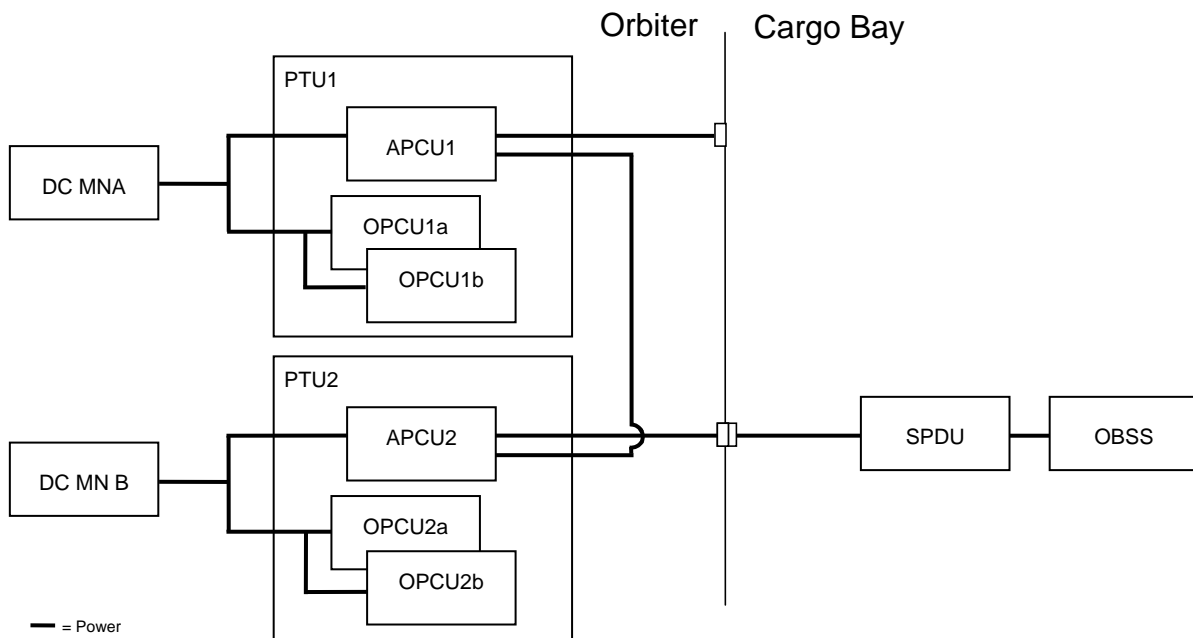 Orbiter
Cargo Bay
PTU1
APCU1
DC MNA
OPCU1a
OPCU1b
PTU2
APCU2
SPDU
OBSS
DC MN B
OPCU2a
OPCU2b
= Power